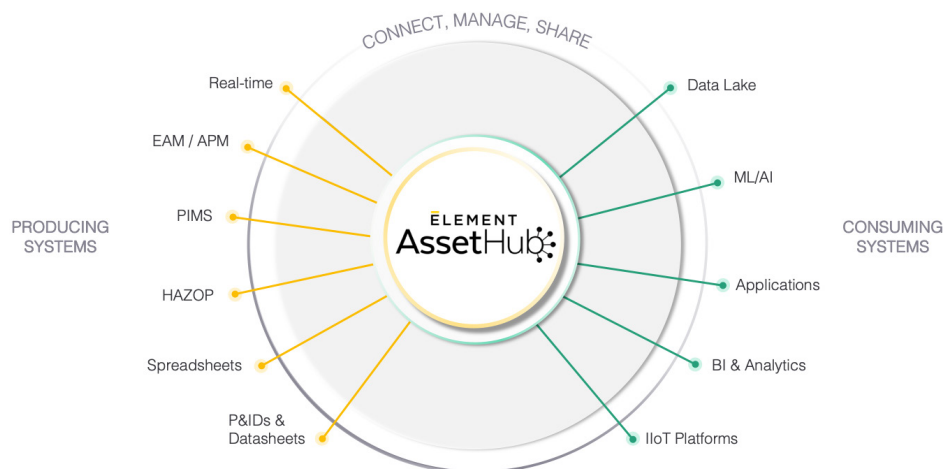 CONNECT, MANAGE, SHARE
Real-time
EAM / APM
PIMS
HAZOP
Spreadsheets
P&IDs &
Datasheets
PRODUCING
SYSTEMS
ĒLEMENT
AssetHub
Data Lake
ML/AI
Applications
BI & Analytics
IIoT Platforms
CONSUMING
SYSTEMS